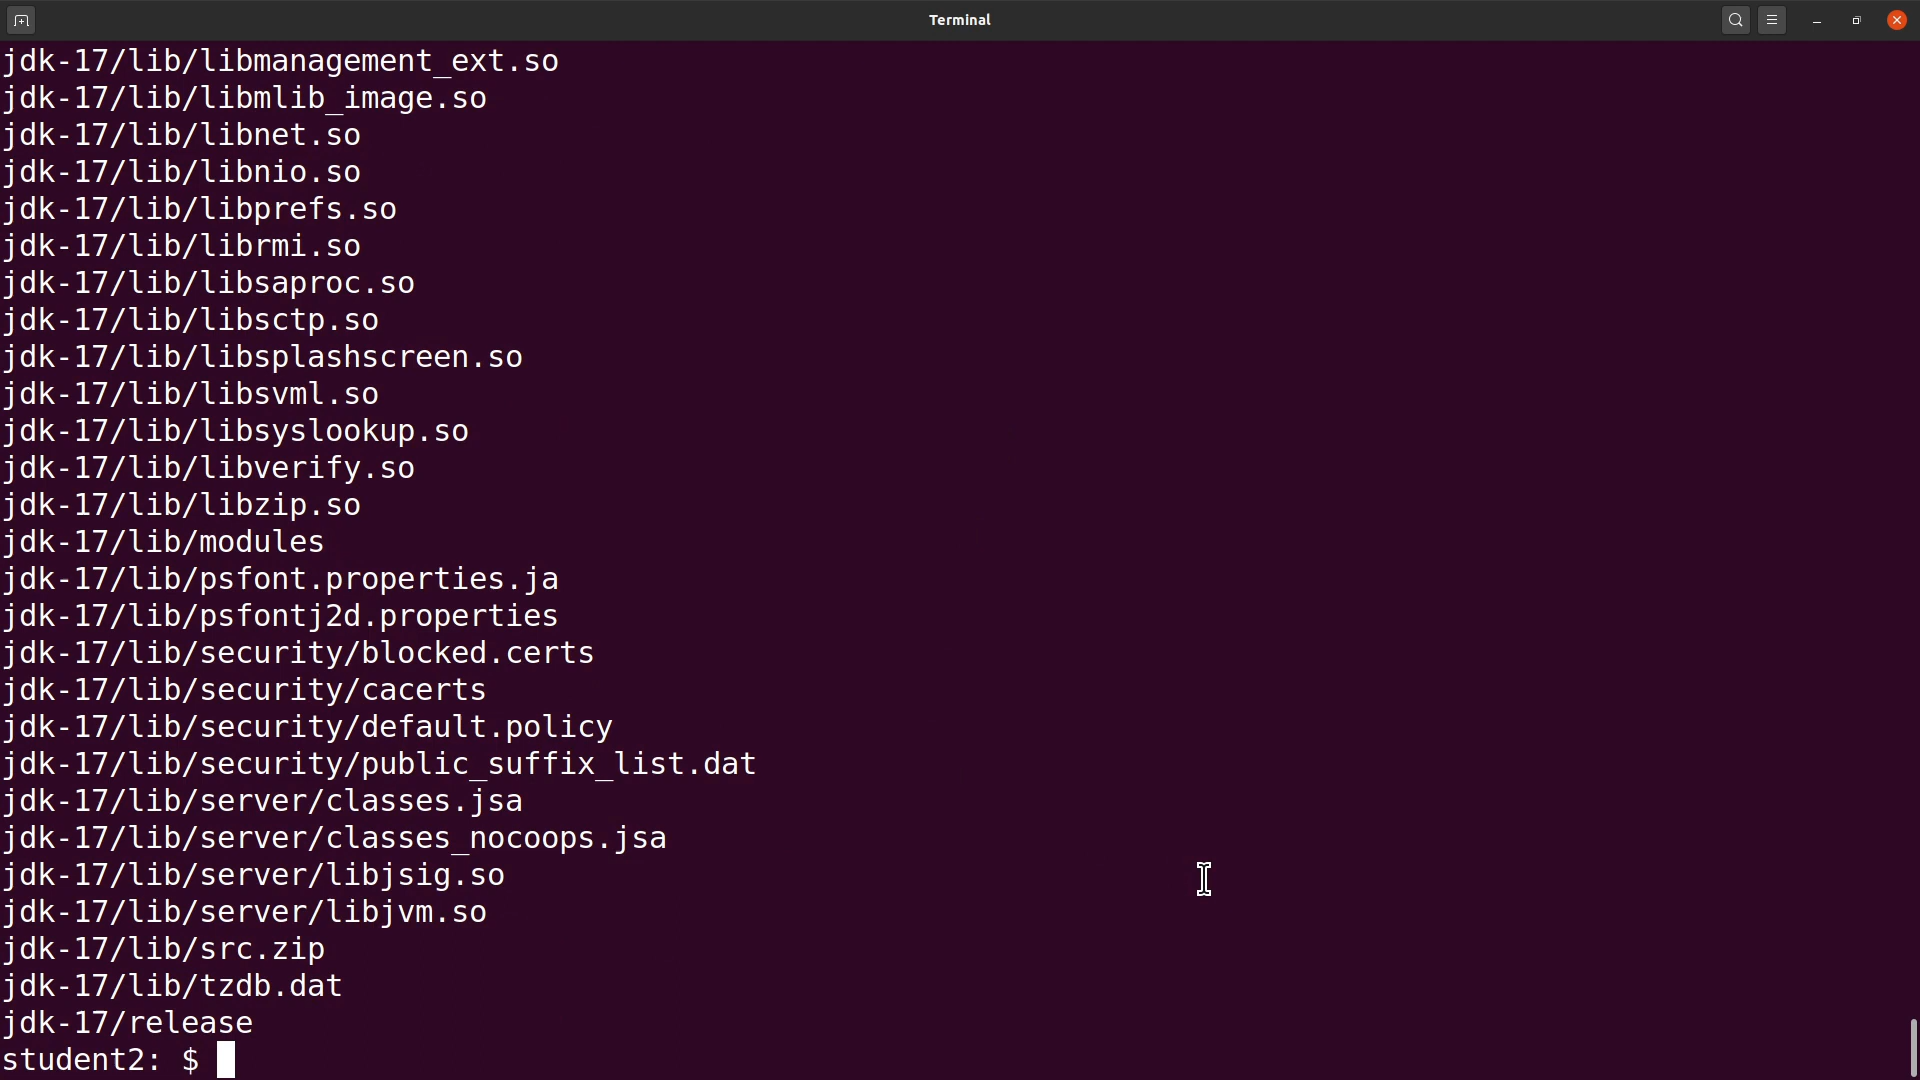 Terminal
jdk-17/lib/libmanagement_ext.so
jdk-17/lib/libmlib_image.so
jdk-17/lib/libnet.so
jdk-17/lib/libnio.so
jdk-17/lib/libprefs.so
jdk-17/lib/librmi.so
jdk-17/lib/libsaproc.so
jdk-17/lib/libsctp.so
jdk-17/lib/libsplashscreen.so
jdk-17/lib/libsvml.so
jdk-17/lib/libsyslookup.so
jdk-17/lib/libverify.so
jdk-17/lib/libzip.so
jdk-17/lib/modules
jdk-17/lib/psfont.properties.ja
jdk-17/lib/psfontj2d.properties
jdk-17/lib/security/blocked.certs
jdk-17/lib/security/cacerts
jdk-17/lib/security/default.policy
jdk-17/lib/security/public_suffix_list.dat
jdk-17/lib/server/classes.jsa
jdk-17/lib/server/classes_nocoops.jsa
jdk-17/lib/server/libjsig.so
jdk-17/lib/server/libjvm.so
jdk-17/lib/src.zip
jdk-17/lib/tzdb.dat
jdk-17/release
student2: $